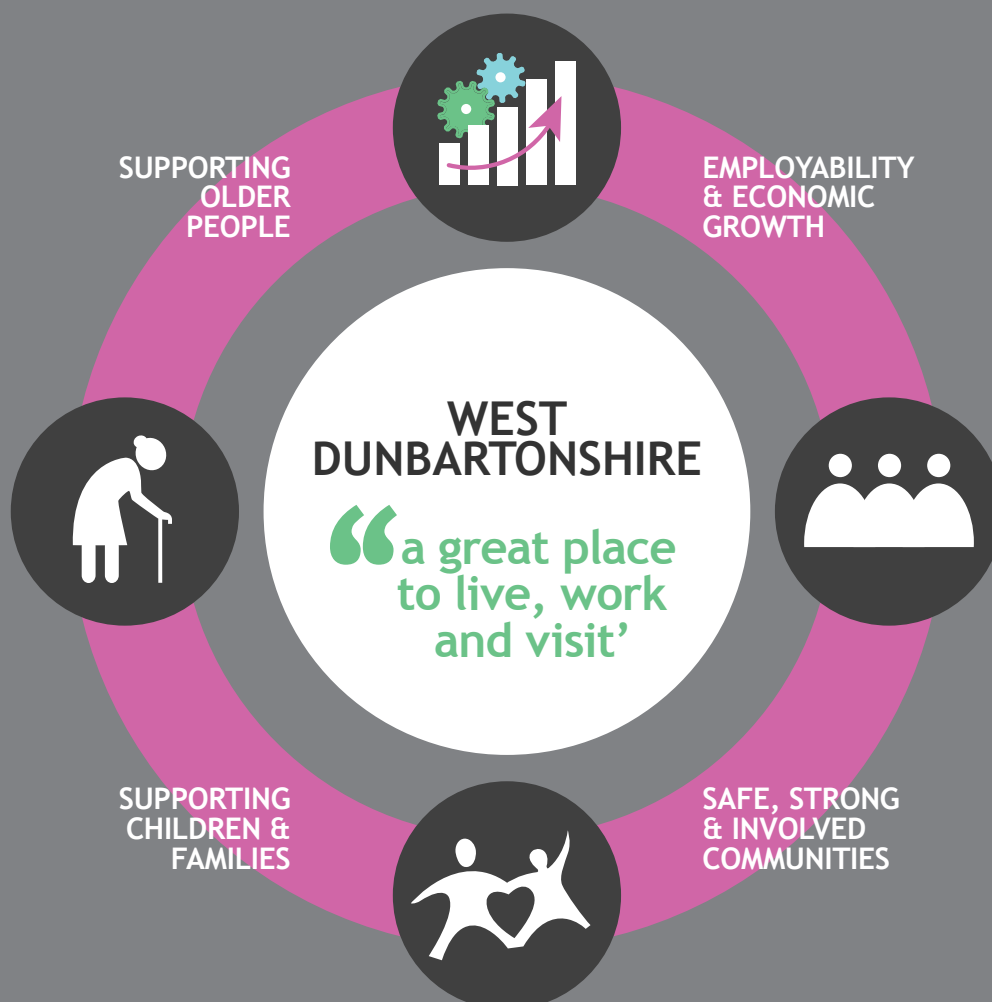 SUPPORTING
OLDER
PEOPLE
EMPLOYABILITY
& ECONOMIC
GROWTH
WEST
DUNBARTONSHIRE
“a great place
to live, work
and visit’
SUPPORTING
CHILDREN &
FAMILIES
SAFE, STRONG
& INVOLVED
COMMUNITIES